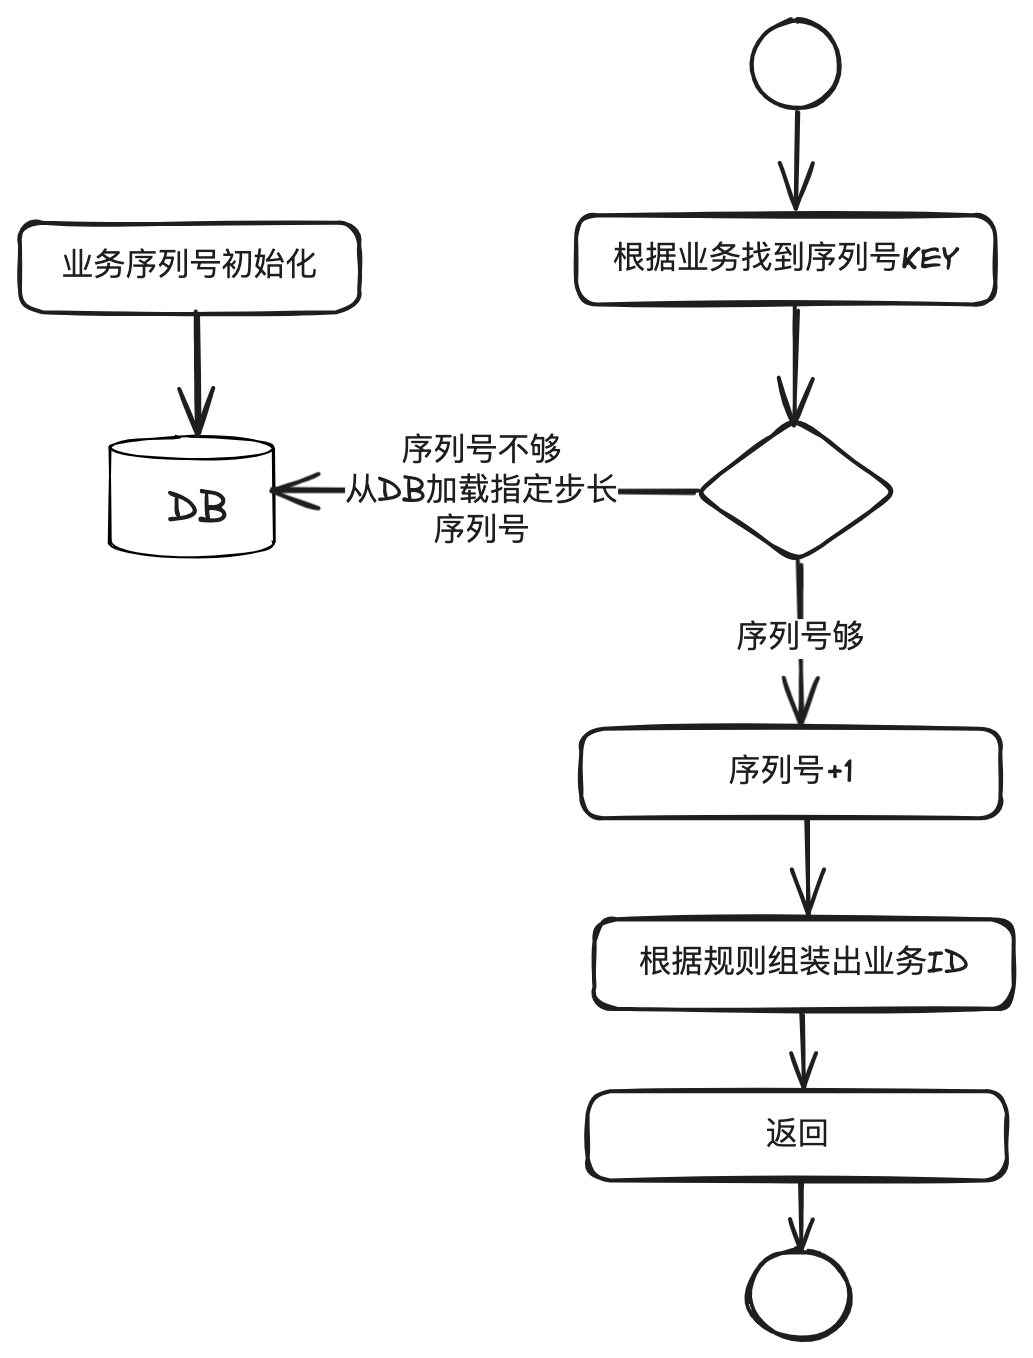 业务序列号初始化
根据业务找到序列号KEY
序列号不够
从DB加载指定步长
序列号
DB
序列号够
序列号+1
根据规则组装出业务ID
返回